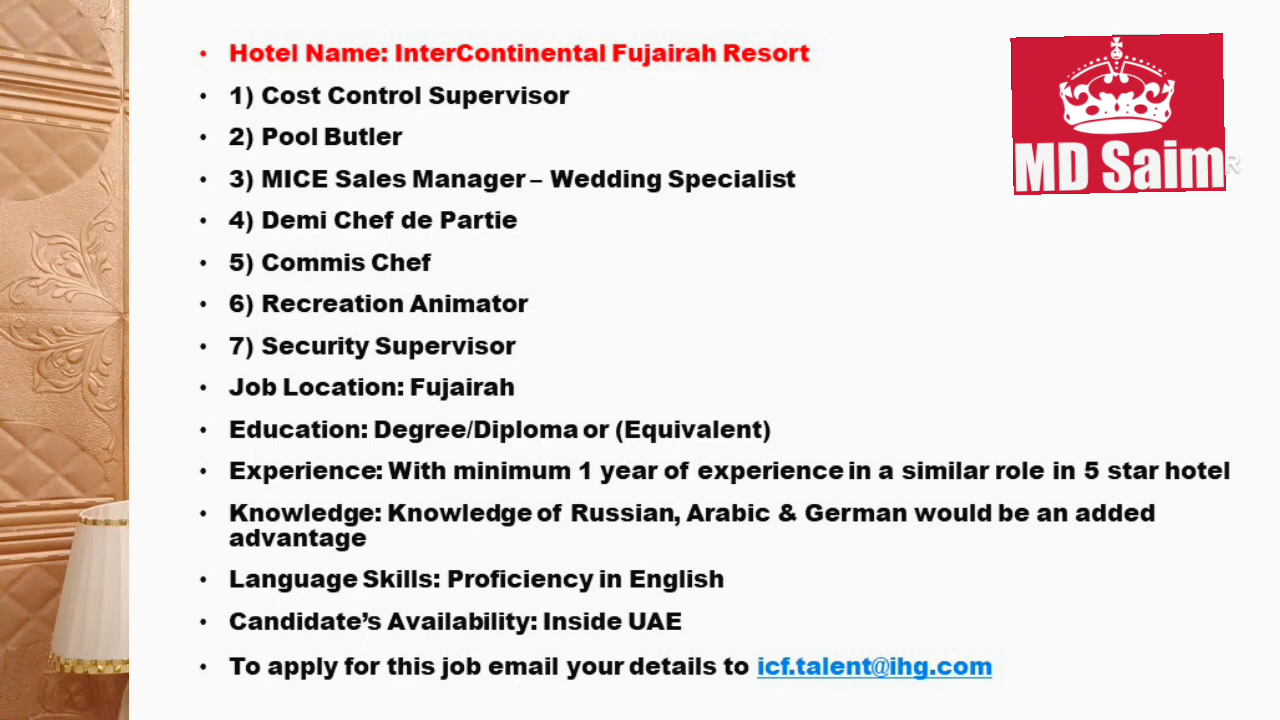 • Hotel Name: InterContinental Fujairah Resort
• 1) Cost Control Supervisor
• 2) Pool Butler
• 3) MICE Sales Manager – Wedding Specialist
• 4) Demi Chef de Partie
• 5) Commis Chef
• 6) Recreation Animator
• 7) Security Supervisor
• Job Location: Fujairah
• Education: Degree/Diploma or (Equivalent)
• Experience: With minimum 1 year of experience in a similar role in 5 star hotel
• Knowledge: Knowledge of Russian, Arabic & German would be an added
advantage
• Language Skills: Proficiency in English
• Candidate’s Availability: Inside UAE
• To apply for this job email your details to icf.talent@ihg.com
MD Saim®